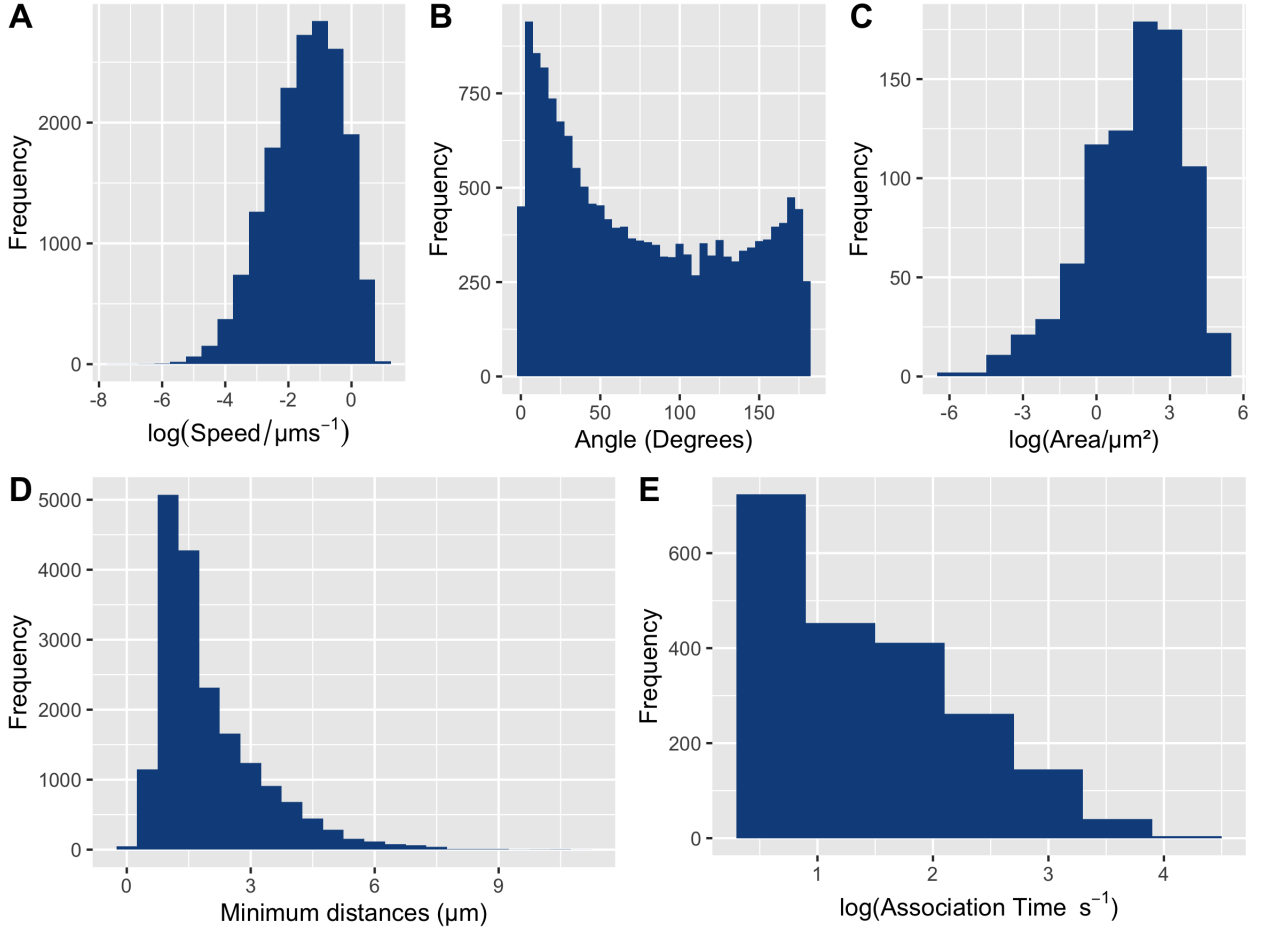 A
Frequency
2000
1000
0
-8 -6 -4 -2 0
log(Speed/μms⁻¹)
B
Frequency
750
500
250
0
0 50 100 150
Angle (Degrees)
C
Frequency
150
100
50
0
-6 -3 0 3 6
log(Area/μm²)
D
Frequency
5000
4000
3000
2000
1000
0
0 3 6 9
Minimum distances (μm)
E
Frequency
600
400
200
0
1 2 3 4
log(Association Time s⁻¹)